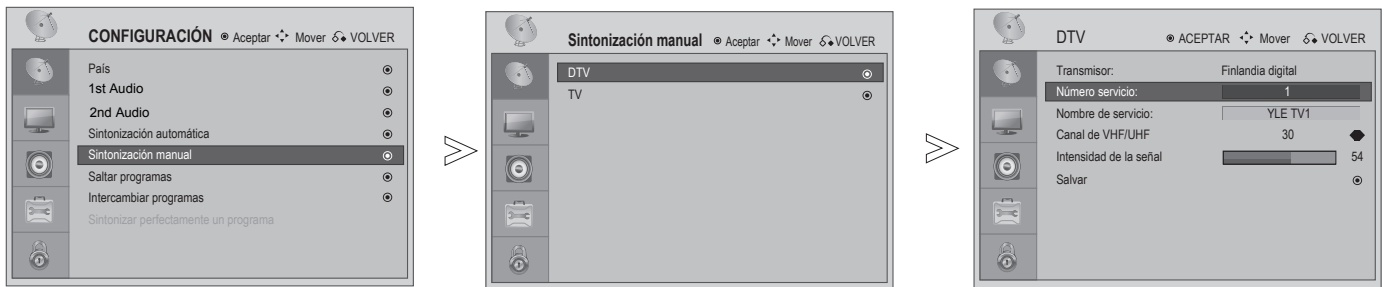 CONFIGURACIÓN Aceptar Mover VOLVER
País
1st Audio
2nd Audio
Sintonización automática
Sintonización manual
Saltar programas
Intercambiar programas
Sintonizar perfectamente un programa
Sintonización manual Aceptar Mover VOLVER
DTV
TV
DTV ACEPTAR Mover VOLVER
Transmisor: Finlandia digital
Número servicio: 1
Nombre de servicio: YLE TV1
Canal de VHF/UHF 30
Intensidad de la señal 54
Salvar